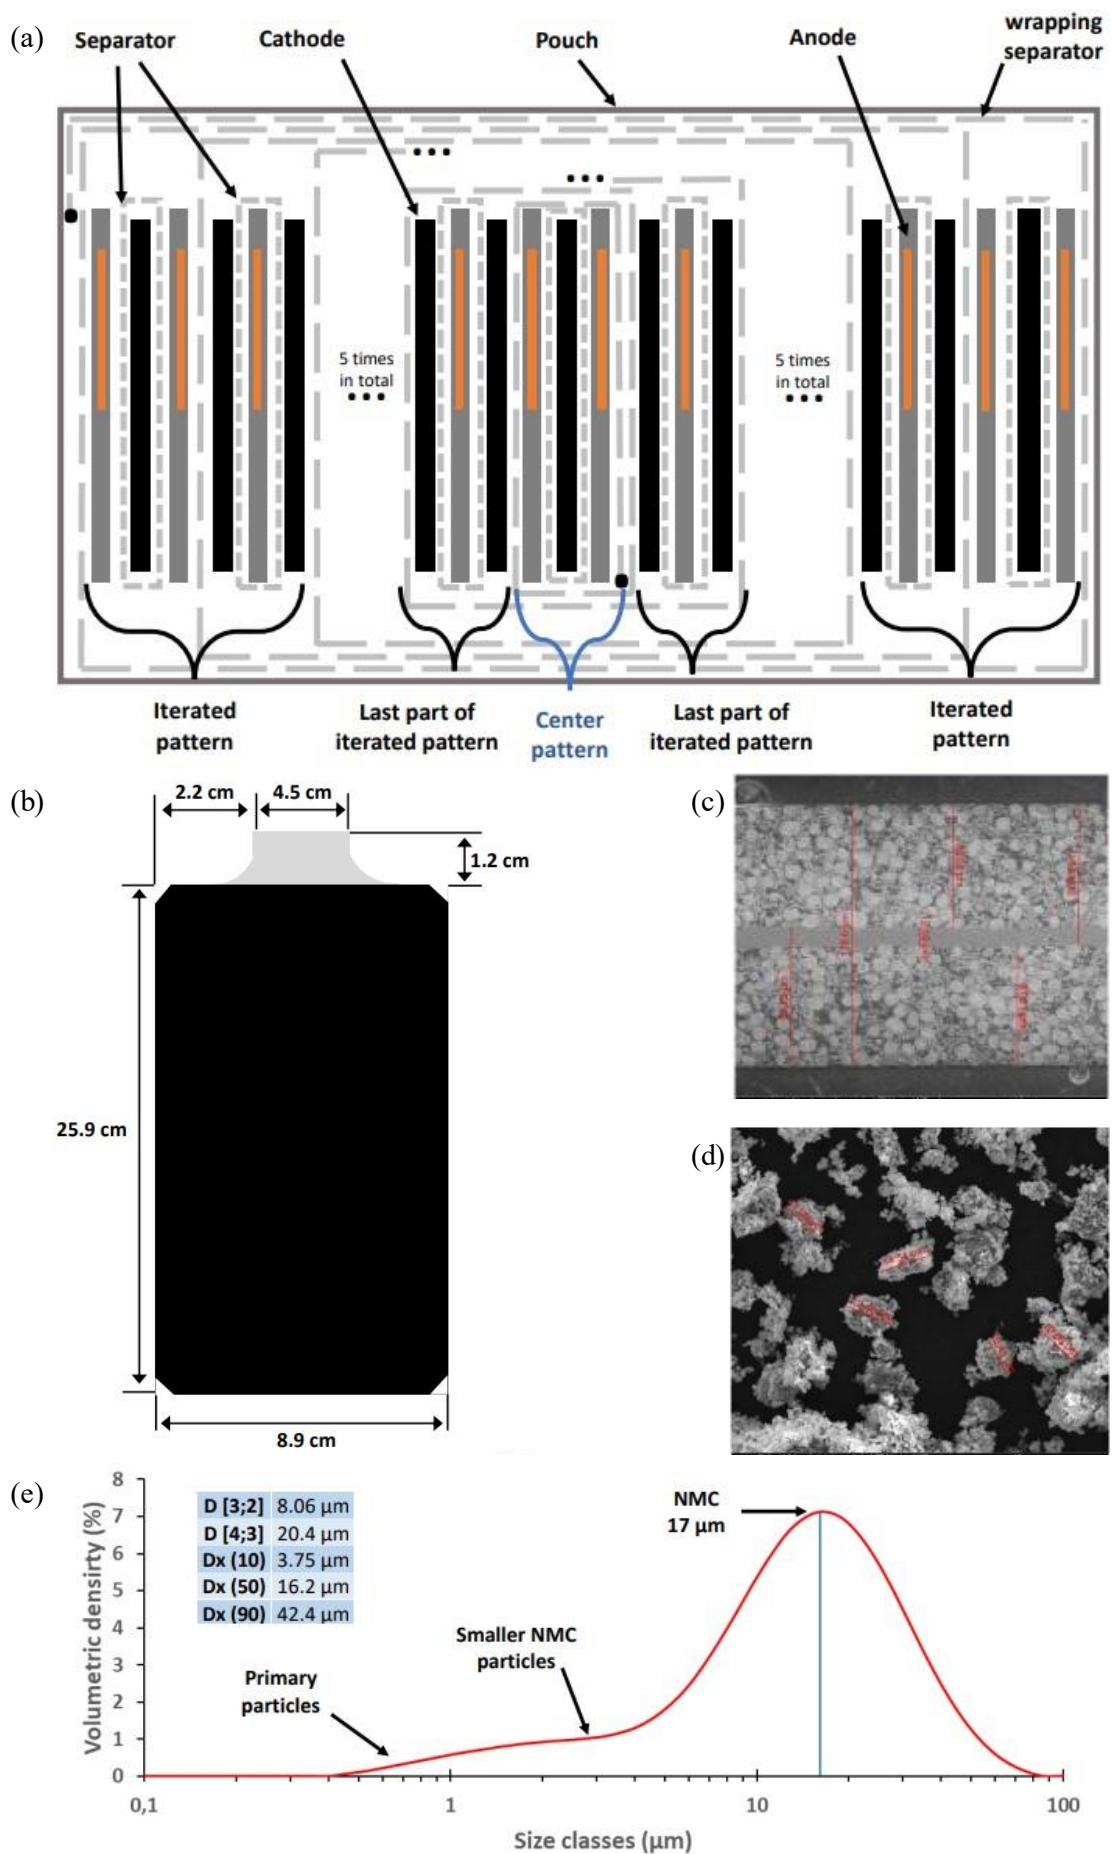 (a)
Separator
Cathode
Pouch
Anode
wrapping
separator
5 times
in total
5 times
in total
Iterated
pattern
Last part of
iterated pattern
Center
pattern
Last part of
iterated pattern
Iterated
pattern
(b)
2.2 cm
4.5 cm
1.2 cm
25.9 cm
8.9 cm
(c)
(d)
(e)
Volumetric densirty (%)
8
7
6
5
4
3
2
1
0
D [3;2] 8.06 µm
D [4;3] 20.4 µm
Dx (10) 3.75 µm
Dx (50) 16.2 µm
Dx (90) 42.4 µm
NMC
17 µm
Smaller NMC
particles
Primary
particles
0,1 1 10 100
Size classes (µm)